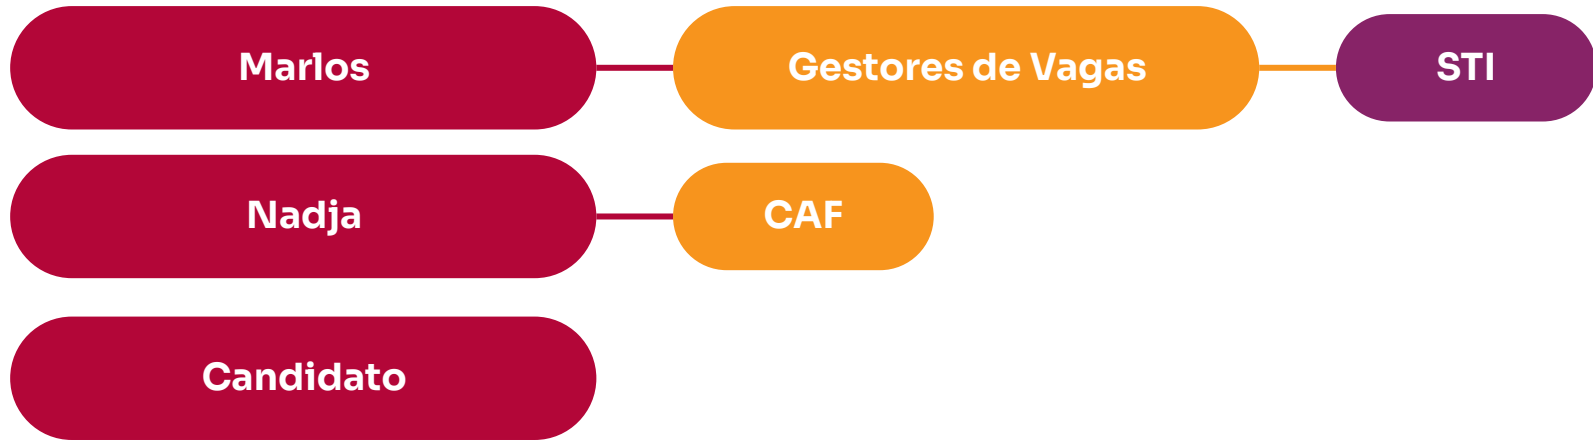 Marlos
Gestores de Vagas
STI
Nadja
CAF
Candidato